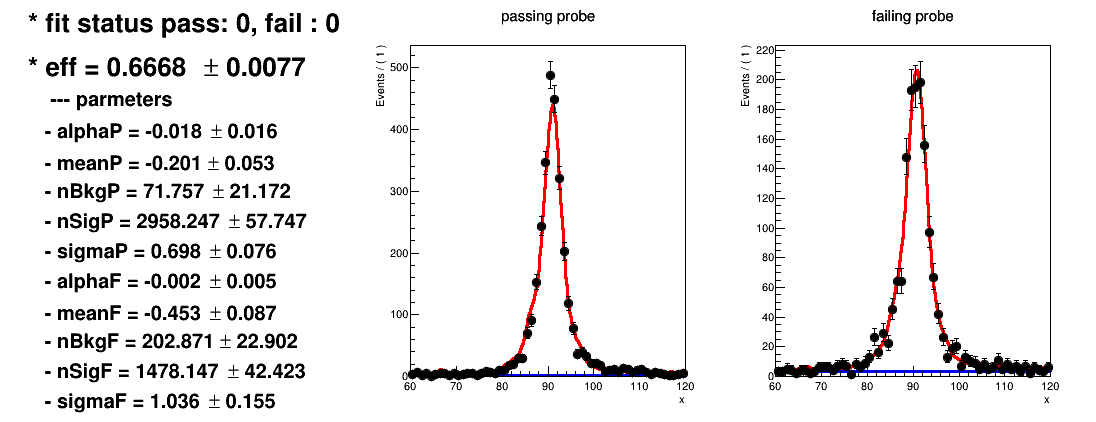 * fit status pass: 0, fail : 0
* eff = 0.6668 ± 0.0077
--- parmeters
- alphaP = -0.018 ± 0.016
- meanP = -0.201 ± 0.053
- nBkgP = 71.757 ± 21.172
- nSigP = 2958.247 ± 57.747
- sigmaP = 0.698 ± 0.076
- alphaF = -0.002 ± 0.005
- meanF = -0.453 ± 0.087
- nBkgF = 202.871 ± 22.902
- nSigF = 1478.147 ± 42.423
- sigmaF = 1.036 ± 0.155
passing probe
Events / ( 1 )
500
400
300
200
100
0
60 70 80 90 100 110 120
x
failing probe
Events / ( 1 )
220
200
180
160
140
120
100
80
60
40
20
0
60 70 80 90 100 110 120
x